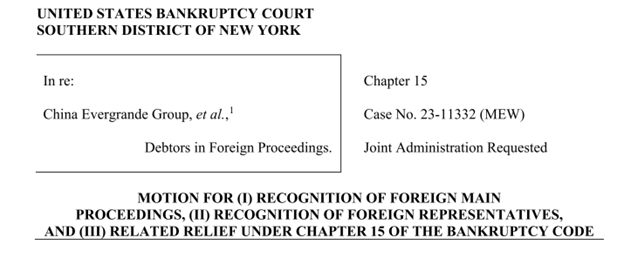 UNITED STATES BANKRUPTCY COURT
SOUTHERN DISTRICT OF NEW YORK
In re:
China Evergrande Group, et al.,1
Debtors in Foreign Proceedings.
Chapter 15
Case No. 23-11332 (MEW)
Joint Administration Requested
MOTION FOR (I) RECOGNITION OF FOREIGN MAIN
PROCEEDINGS, (II) RECOGNITION OF FOREIGN REPRESENTATIVES,
AND (III) RELATED RELIEF UNDER CHAPTER 15 OF THE BANKRUPTCY CODE